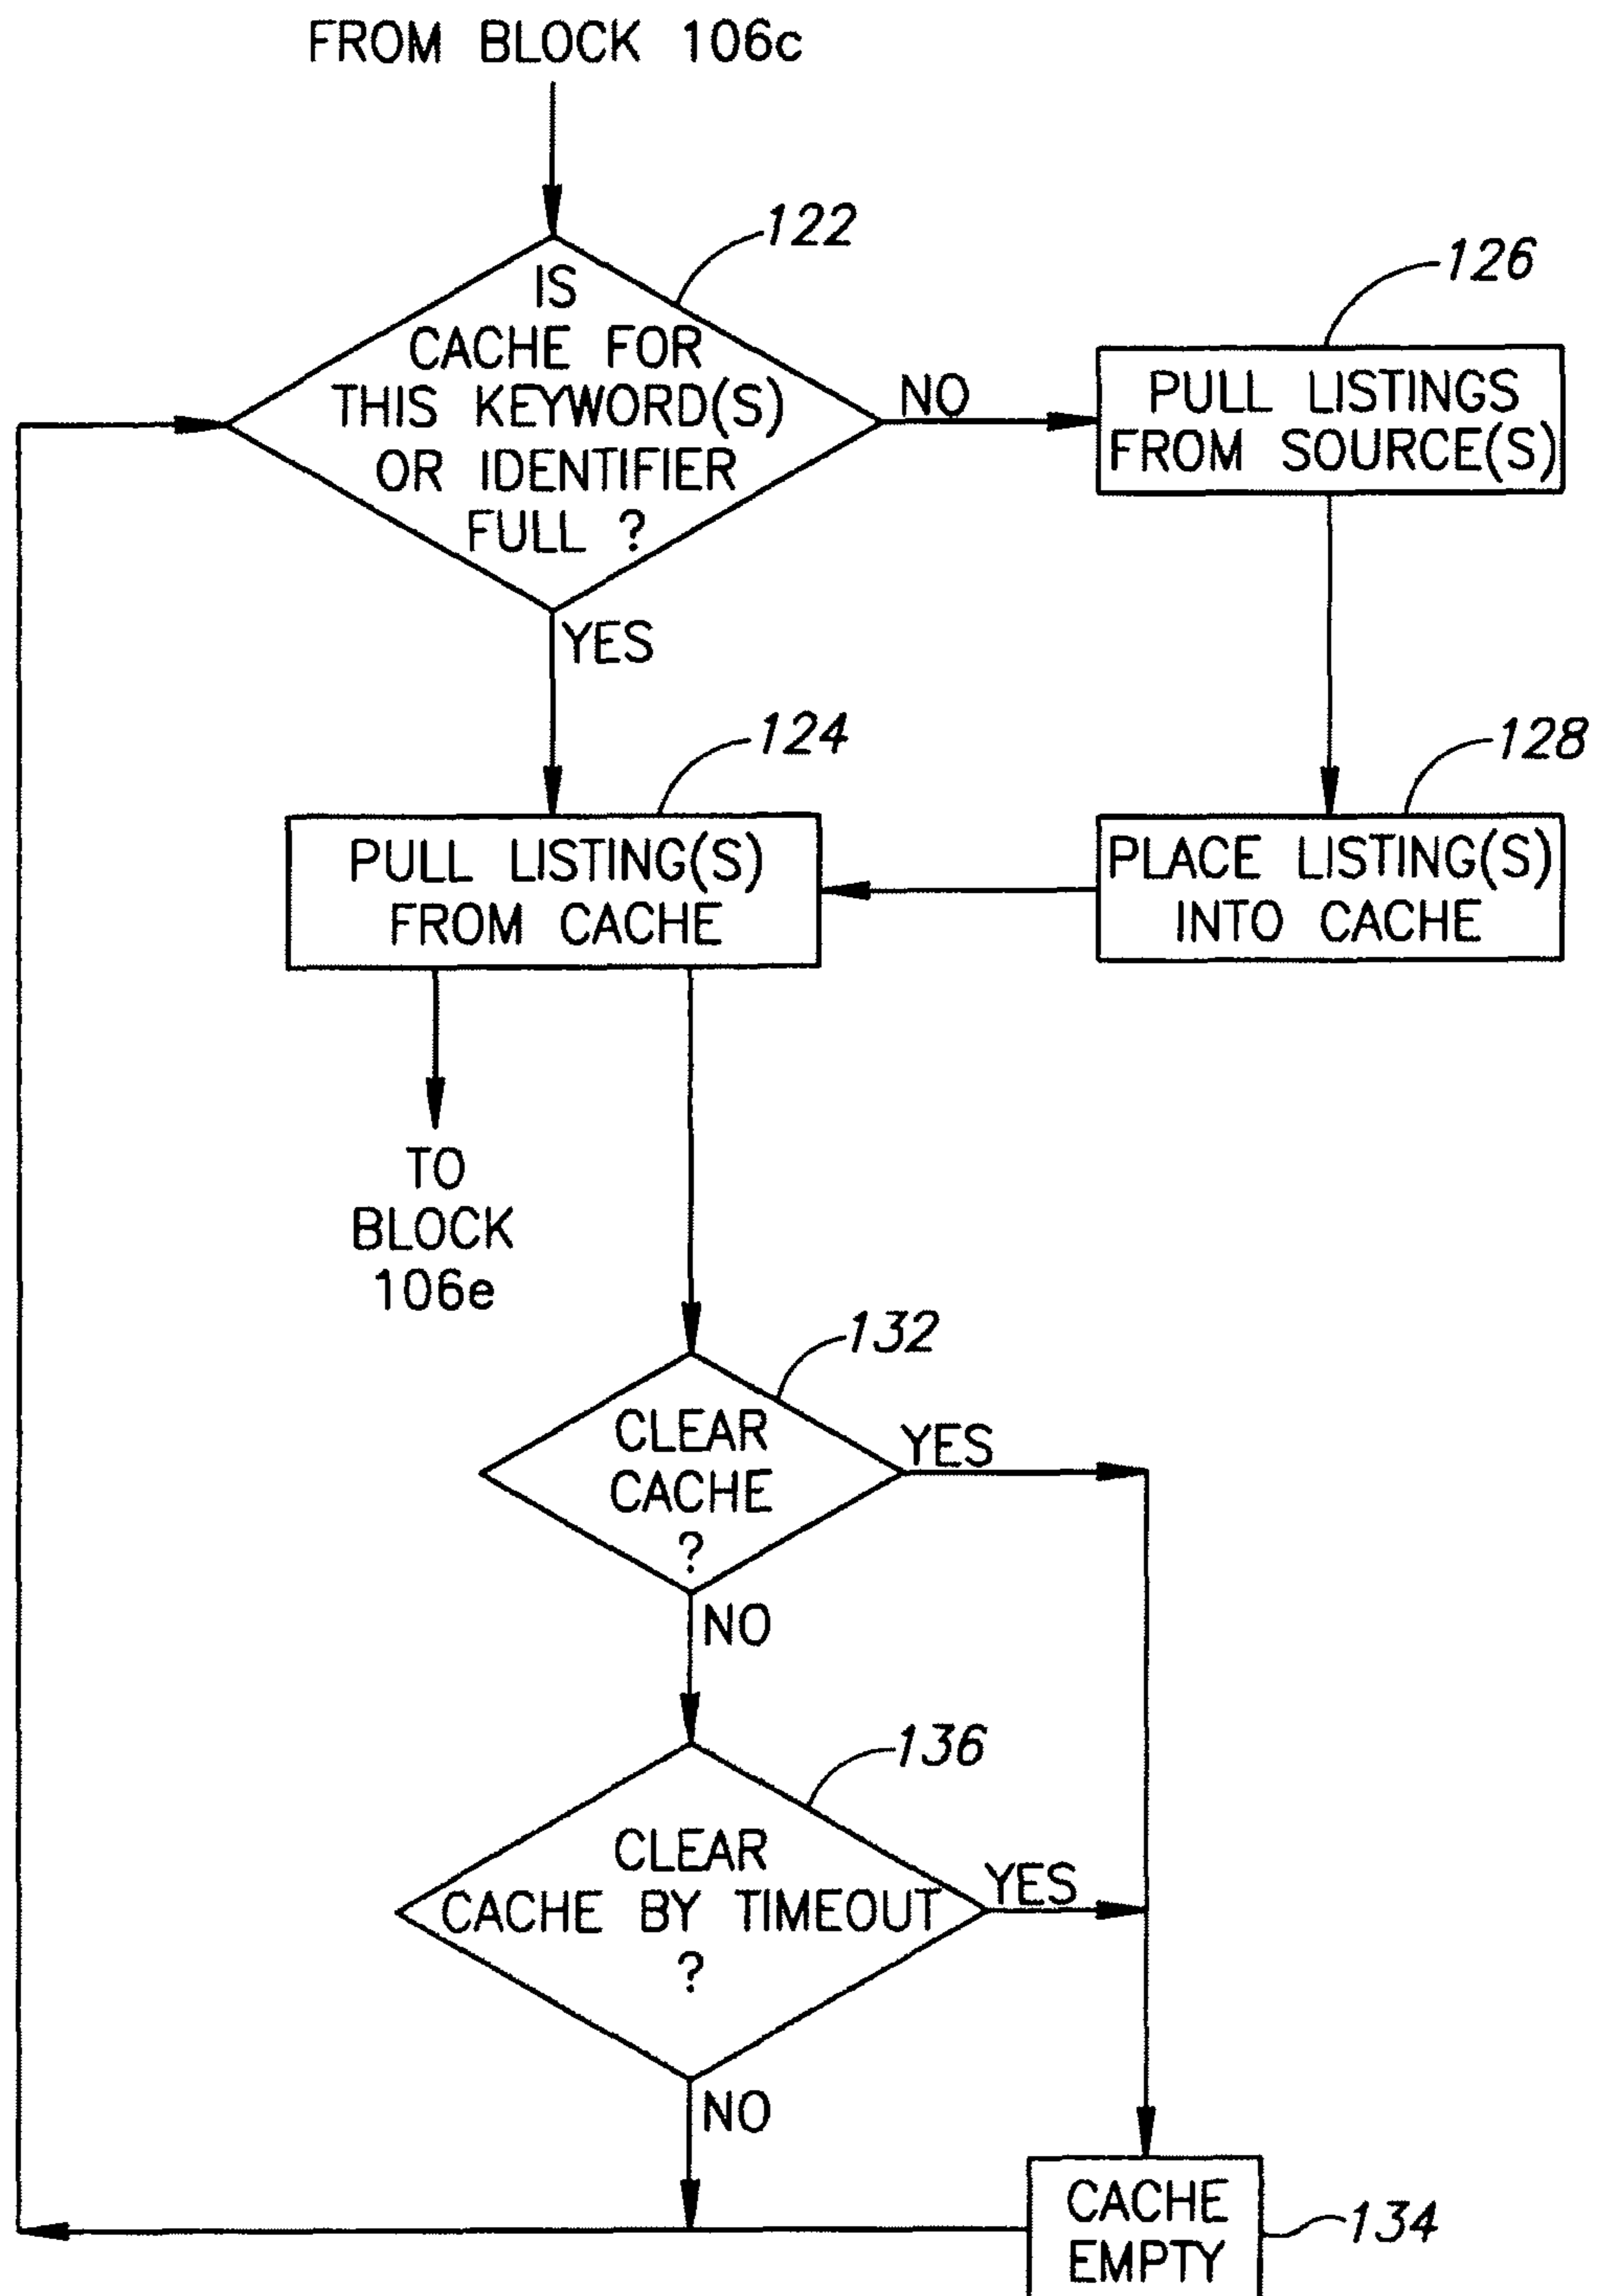 FROM BLOCK 106c
122
IS
CACHE FOR
THIS KEYWORD(S)
OR IDENTIFIER
FULL ?
NO
126
PULL LISTINGS
FROM SOURCE(S)
YES
124
PULL LISTING(S)
FROM CACHE
128
PLACE LISTING(S)
INTO CACHE
TO
BLOCK
106e
132
CLEAR
CACHE
?
YES
NO
136
CLEAR
CACHE BY TIMEOUT
?
YES
NO
CACHE
EMPTY
134